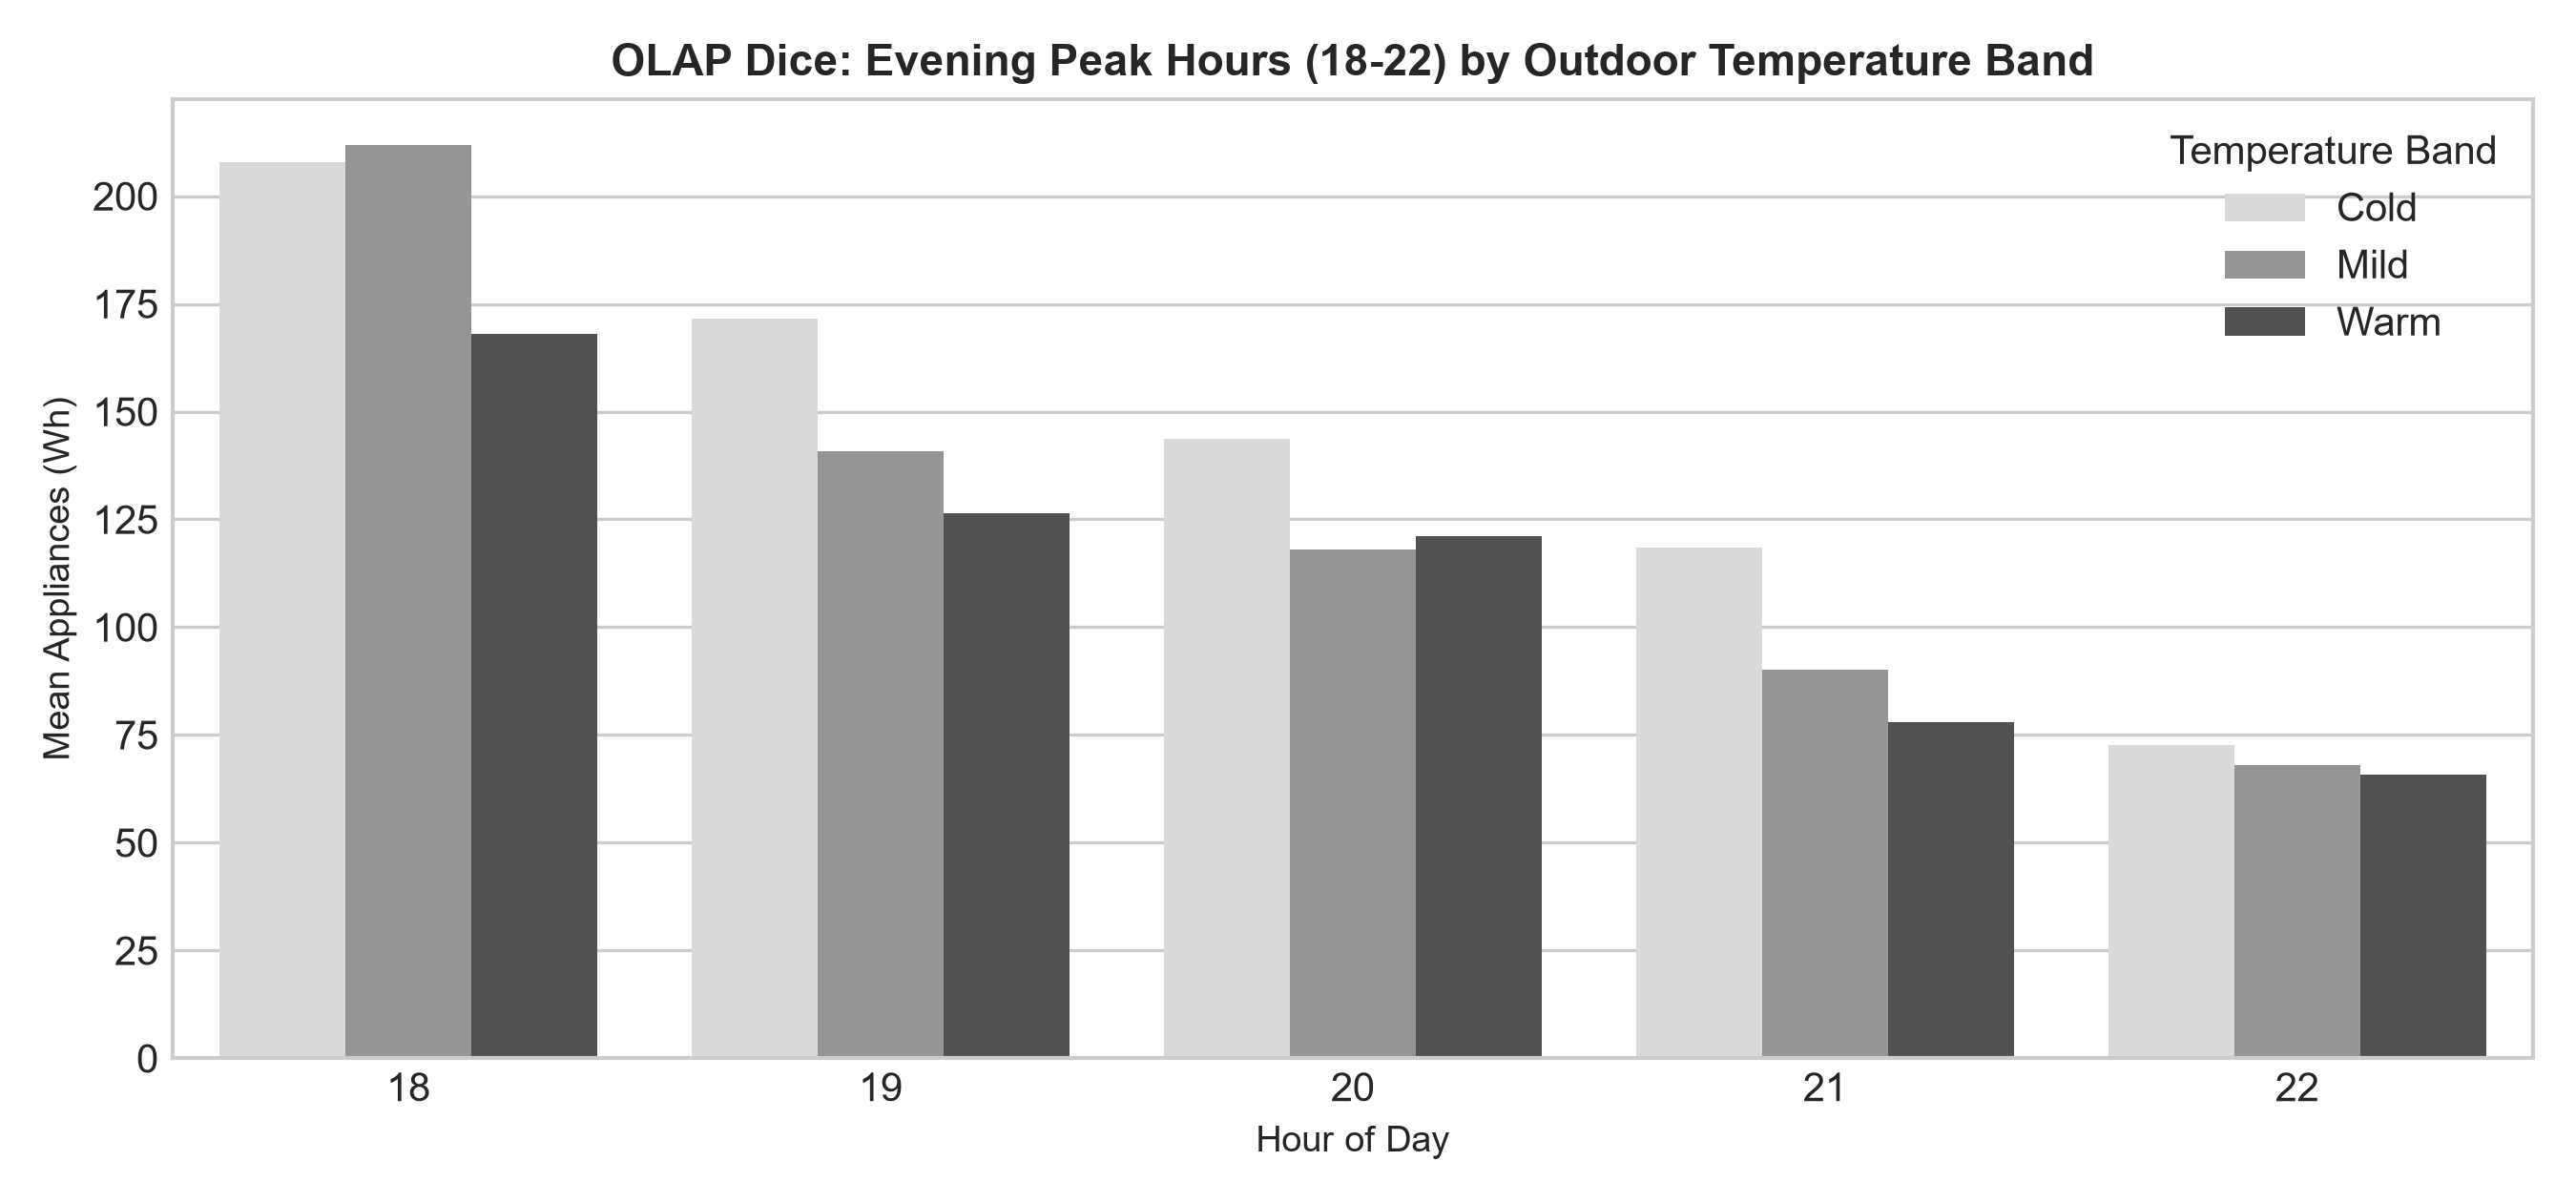 OLAP Dice: Evening Peak Hours (18-22) by Outdoor Temperature Band
Temperature Band
Cold
Mild
Warm
Mean Appliances (Wh)
200
175
150
125
100
75
50
25
0
18 19 20 21 22
Hour of Day